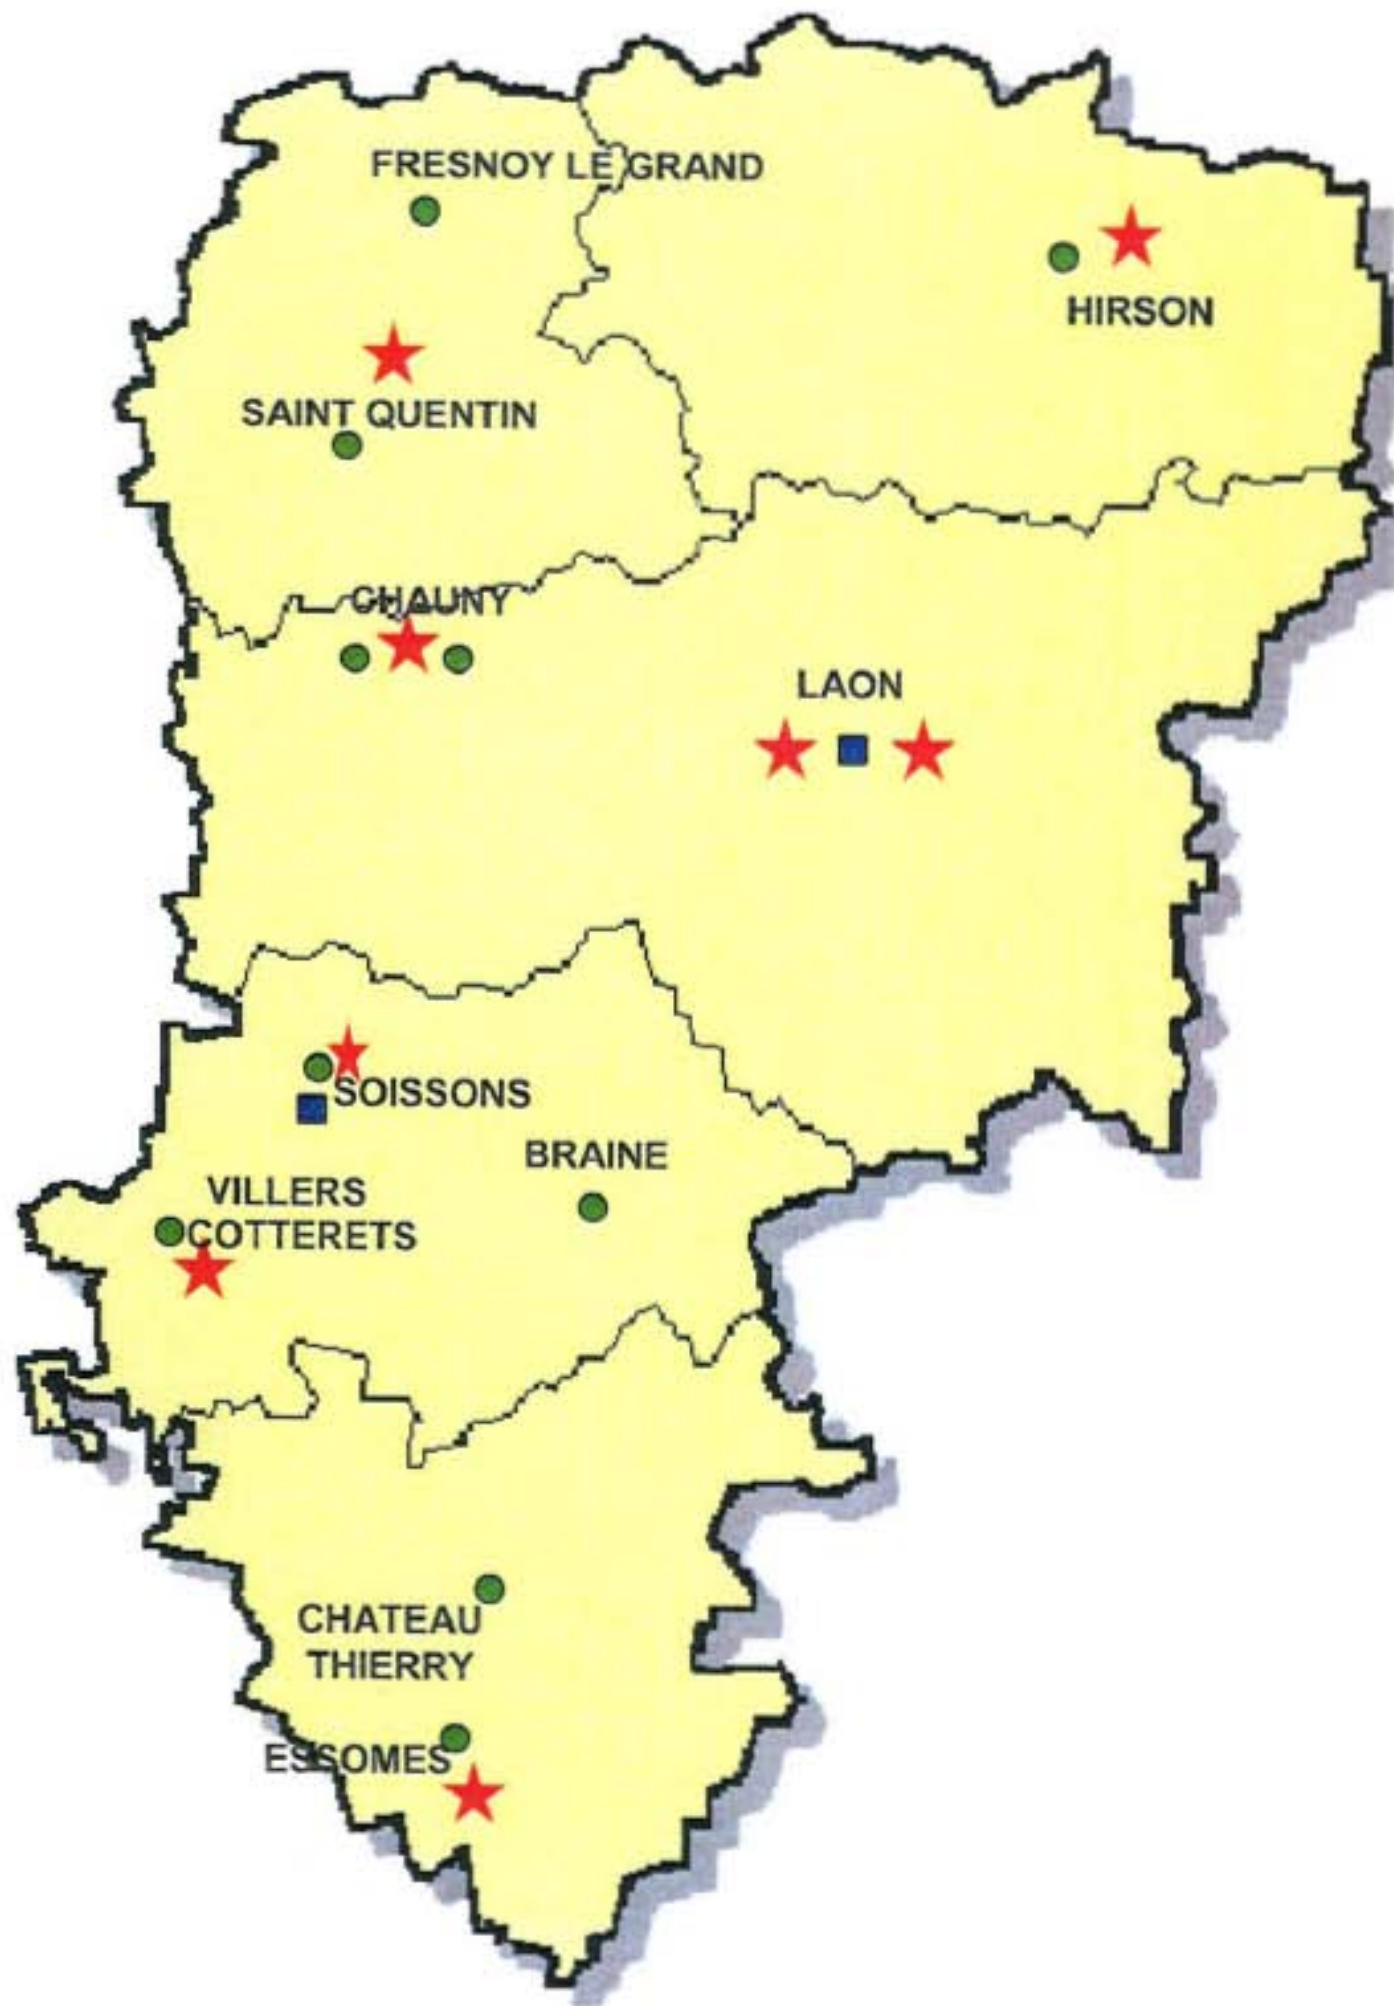 FRESNOY LE GRAND
HIRSON
SAINT QUENTIN
CHAUNY
LAON
SOISSONS
BRAINE
VILLERS
COTTERETS
CHATEAU
THIERRY
ESSOMES